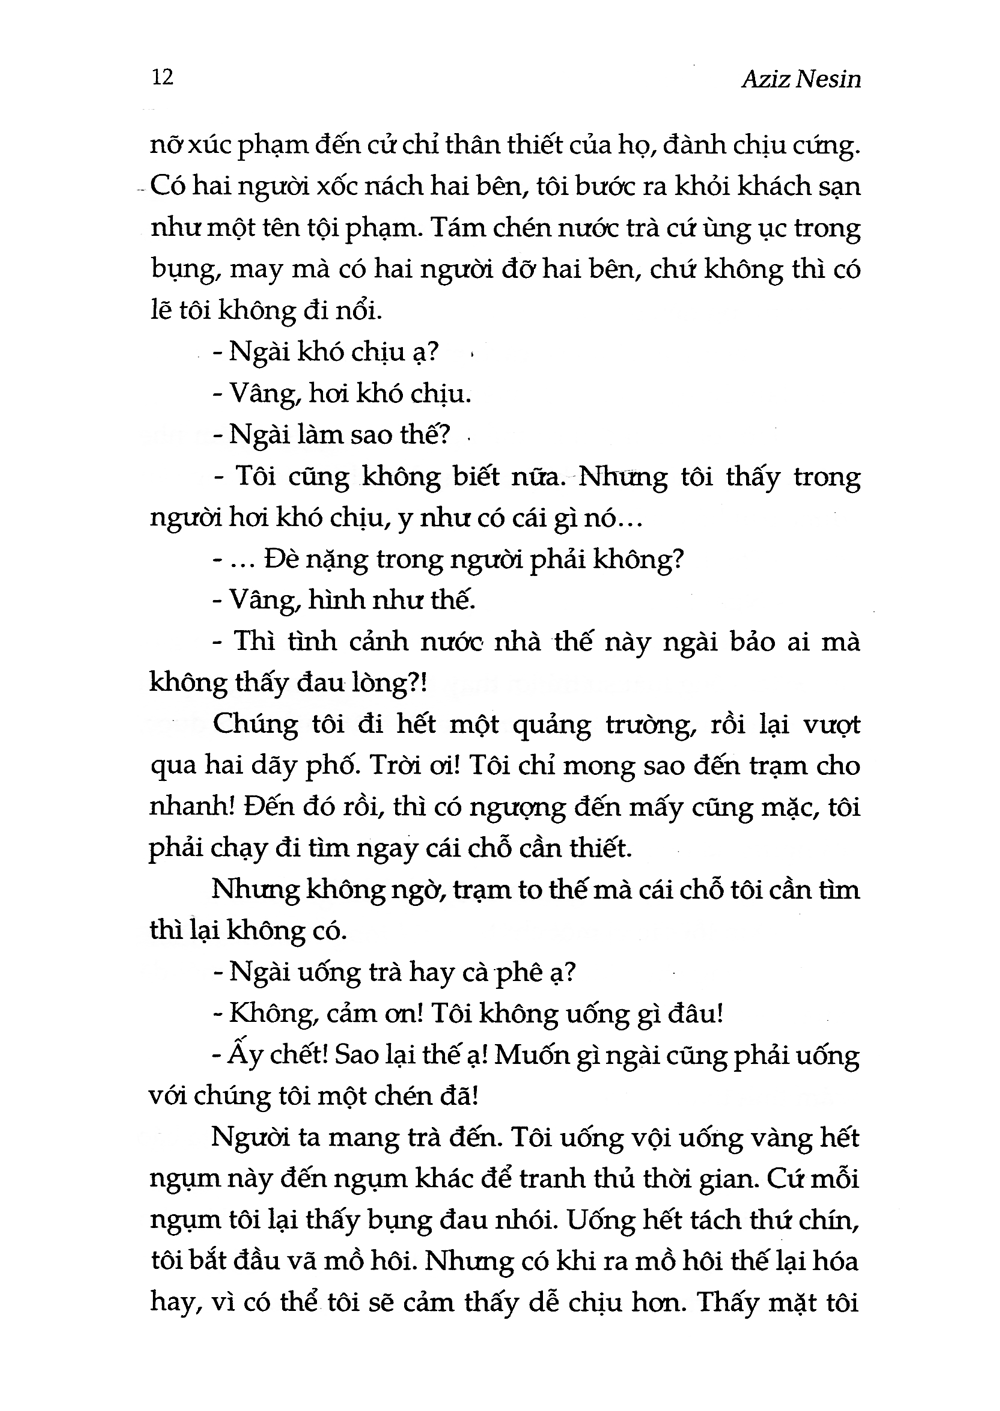 12
Aziz Nesin
nỡ xúc phạm đến cử chỉ thân thiết của họ, đành chịu cứng.
Có hai người xốc nách hai bên, tôi bước ra khỏi khách sạn
như một tên tội phạm. Tám chén nước trà cứ ùng ục trong
bụng, may mà có hai người đỡ hai bên, chứ không thì có
lẽ tôi không đi nổi.
- Ngài khó chịu ạ?
- Vâng, hơi khó chịu.
- Ngài làm sao thế?
- Tôi cũng không biết nữa. Nhưng tôi thấy trong
người hơi khó chịu, y như có cái gì nó...
- ... Đè nặng trong người phải không?
- Vâng, hình như thế.
- Thì tình cảnh nước nhà thế này ngài bảo ai mà
không thấy đau lòng?!
Chúng tôi đi hết một quảng trường, rồi lại vượt
qua hai dãy phố. Trời ơi! Tôi chỉ mong sao đến trạm cho
nhanh! Đến đó rồi, thì có ngượng đến mấy cũng mặc, tôi
phải chạy đi tìm ngay cái chỗ cần thiết.
Nhưng không ngờ, trạm to thế mà cái chỗ tôi cần tìm
thì lại không có.
- Ngài uống trà hay cà phê ạ?
- Không, cảm ơn! Tôi không uống gì đâu!
- Ấy chết! Sao lại thế ạ! Muốn gì ngài cũng phải uống
với chúng tôi một chén đã!
Người ta mang trà đến. Tôi uống vội uống vàng hết
ngụm này đến ngụm khác để tranh thủ thời gian. Cứ mỗi
ngụm tôi lại thấy bụng đau nhói. Uống hết tách thứ chín,
tôi bắt đầu vã mồ hôi. Nhưng có khi ra mồ hôi thế lại hóa
hay, vì có thể tôi sẽ cảm thấy dễ chịu hơn. Thấy mặt tôi